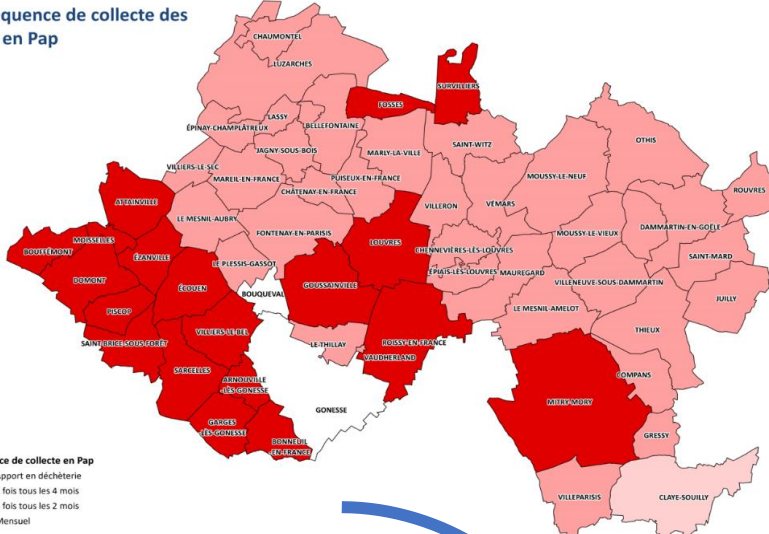 quence de collecte des
en Pap
CHAUMONTEL
LUZARCHES
SURVILLIERS
FOSSES
LASSY
ÉPINAY-CHAMPLÂTREUX
BELLEFONTAINE
OTHIS
SAINT-WITZ
JAGNY-SOUS-BOIS
MARLY-LA-VILLE
VILLIERS-LE-SEC
MAREIL-EN-FRANCE
PUISEUX-EN-FRANCE
MOUSSY-LE-NEUF
CHÂTENAY-EN-FRANCE
ROUVRES
ATTAINVILLE
VILLERON
VÉMARS
LE MESNIL-AUBRY
DAMMARTIN-EN-GOËLE
FONTENAY-EN-PARISIS
MOUSSY-LE-VIEUX
MOISSELLES
LOUVRES
BOUFFÉMONT
CHENNEVIÈRES-LÈS-LOUVRES
ÉZANVILLE
SAINT-MARD
LE PLESSIS-GASSOT
ÉPIAIS-LÈS-LOUVRES
MAUREGARD
DOMONT
VILLENEUVE-SOUS-DAMMARTIN
ÉCOUEN
GOUSSAINVILLE
BOUQUEVAL
JUILLY
LE MESNIL-AMELOT
PISCOP
THIEUX
VILLIERS-LE-BEL
SAINT-BRICE-SOUS-FORÊT
LE-THILLAY
ROISSY-EN-FRANCE
VAUDHERLAND
SARCELLES
COMPANS
ARNOUVILLE
-LÈS-GONESSE
MITRY-MORY
GONESSE
GARGES
-LÈS-GONESSE
GRESSY
BONNEUIL
-EN-FRANCE
VILLEPARISIS
CLAYE-SOUILLY
ce de collecte en Pap
pport en déchèterie
fois tous les 4 mois
fois tous les 2 mois
Mensuel